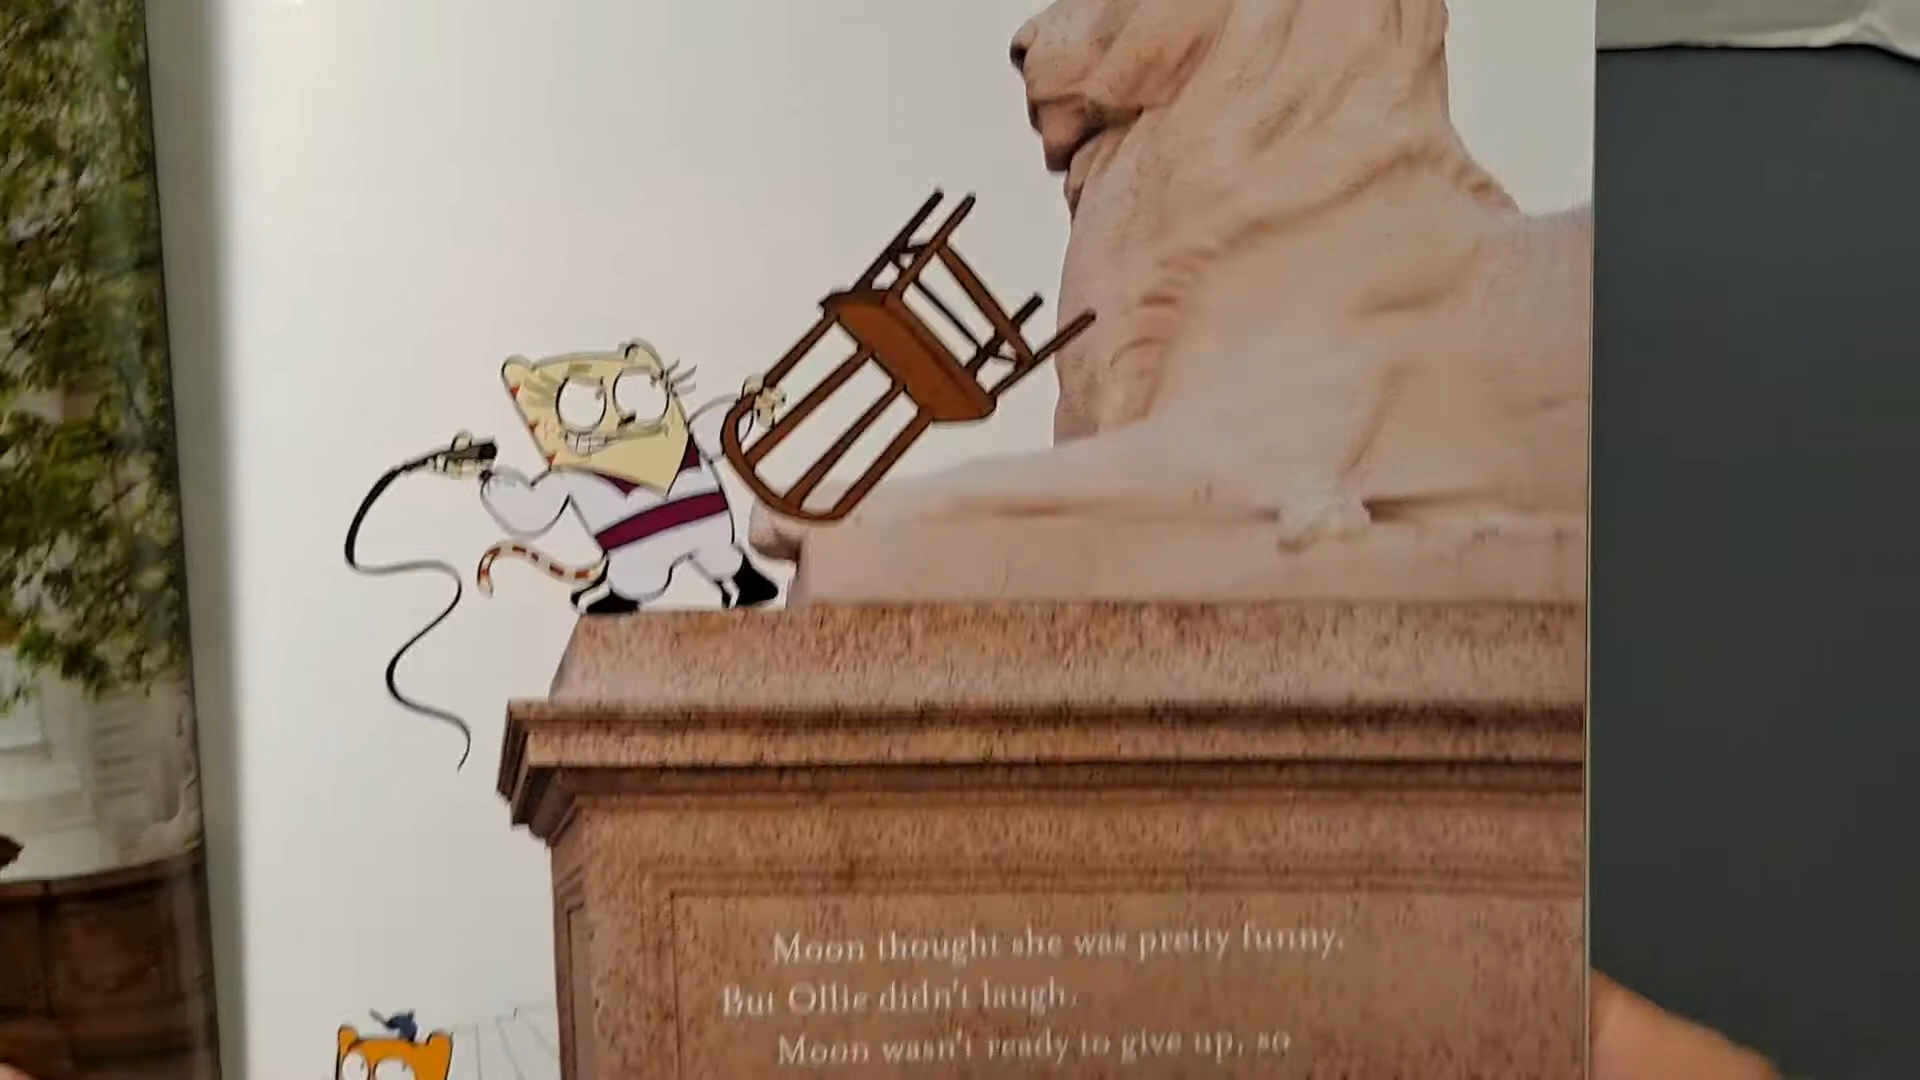 Moon thought she was pretty funny.
But Ollie didn't laugh.
Moon wasn't ready to give up, so